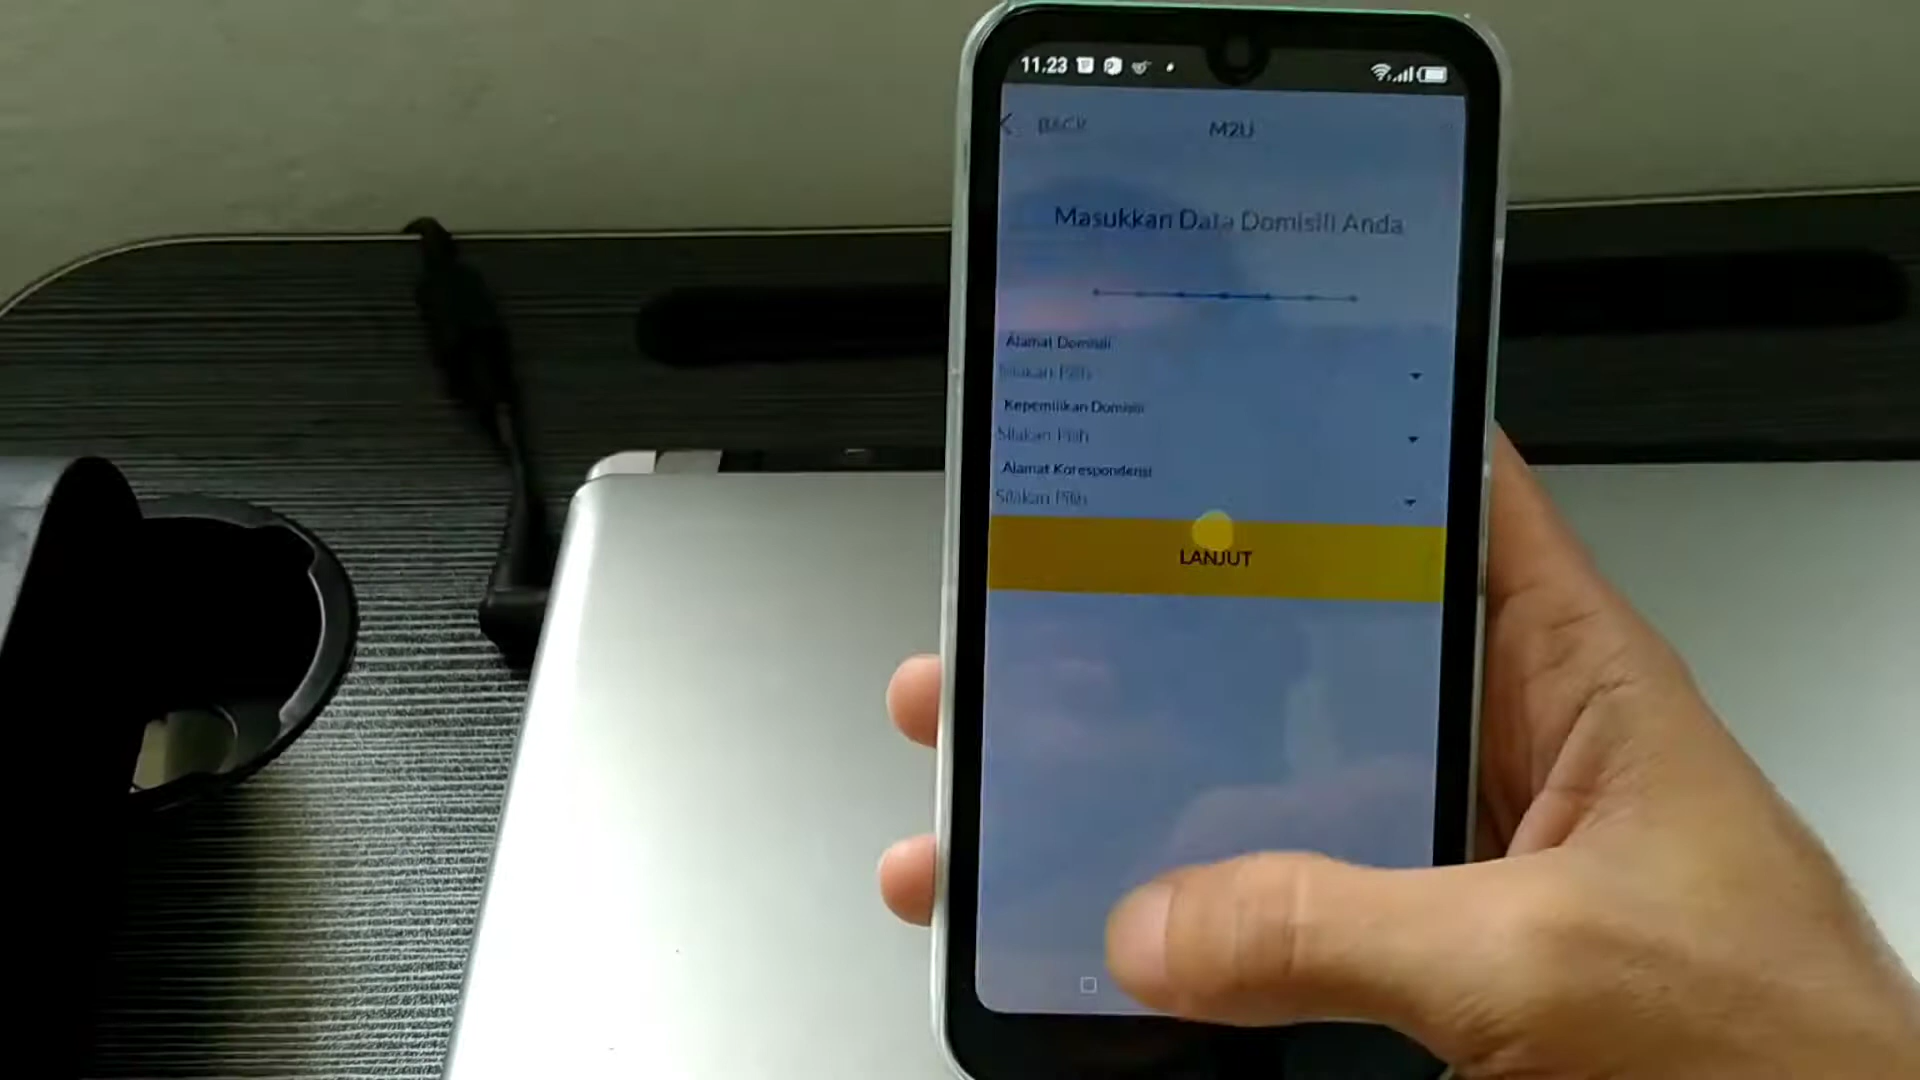 11.23
BACK
M2U
Masukkan Data Domisili Anda
Alamat Domisili
Silakan Pilih
Kepemilikan Domisili
Silakan Pilih
Alamat Korespondensi
Silakan Pilih
LANJUT